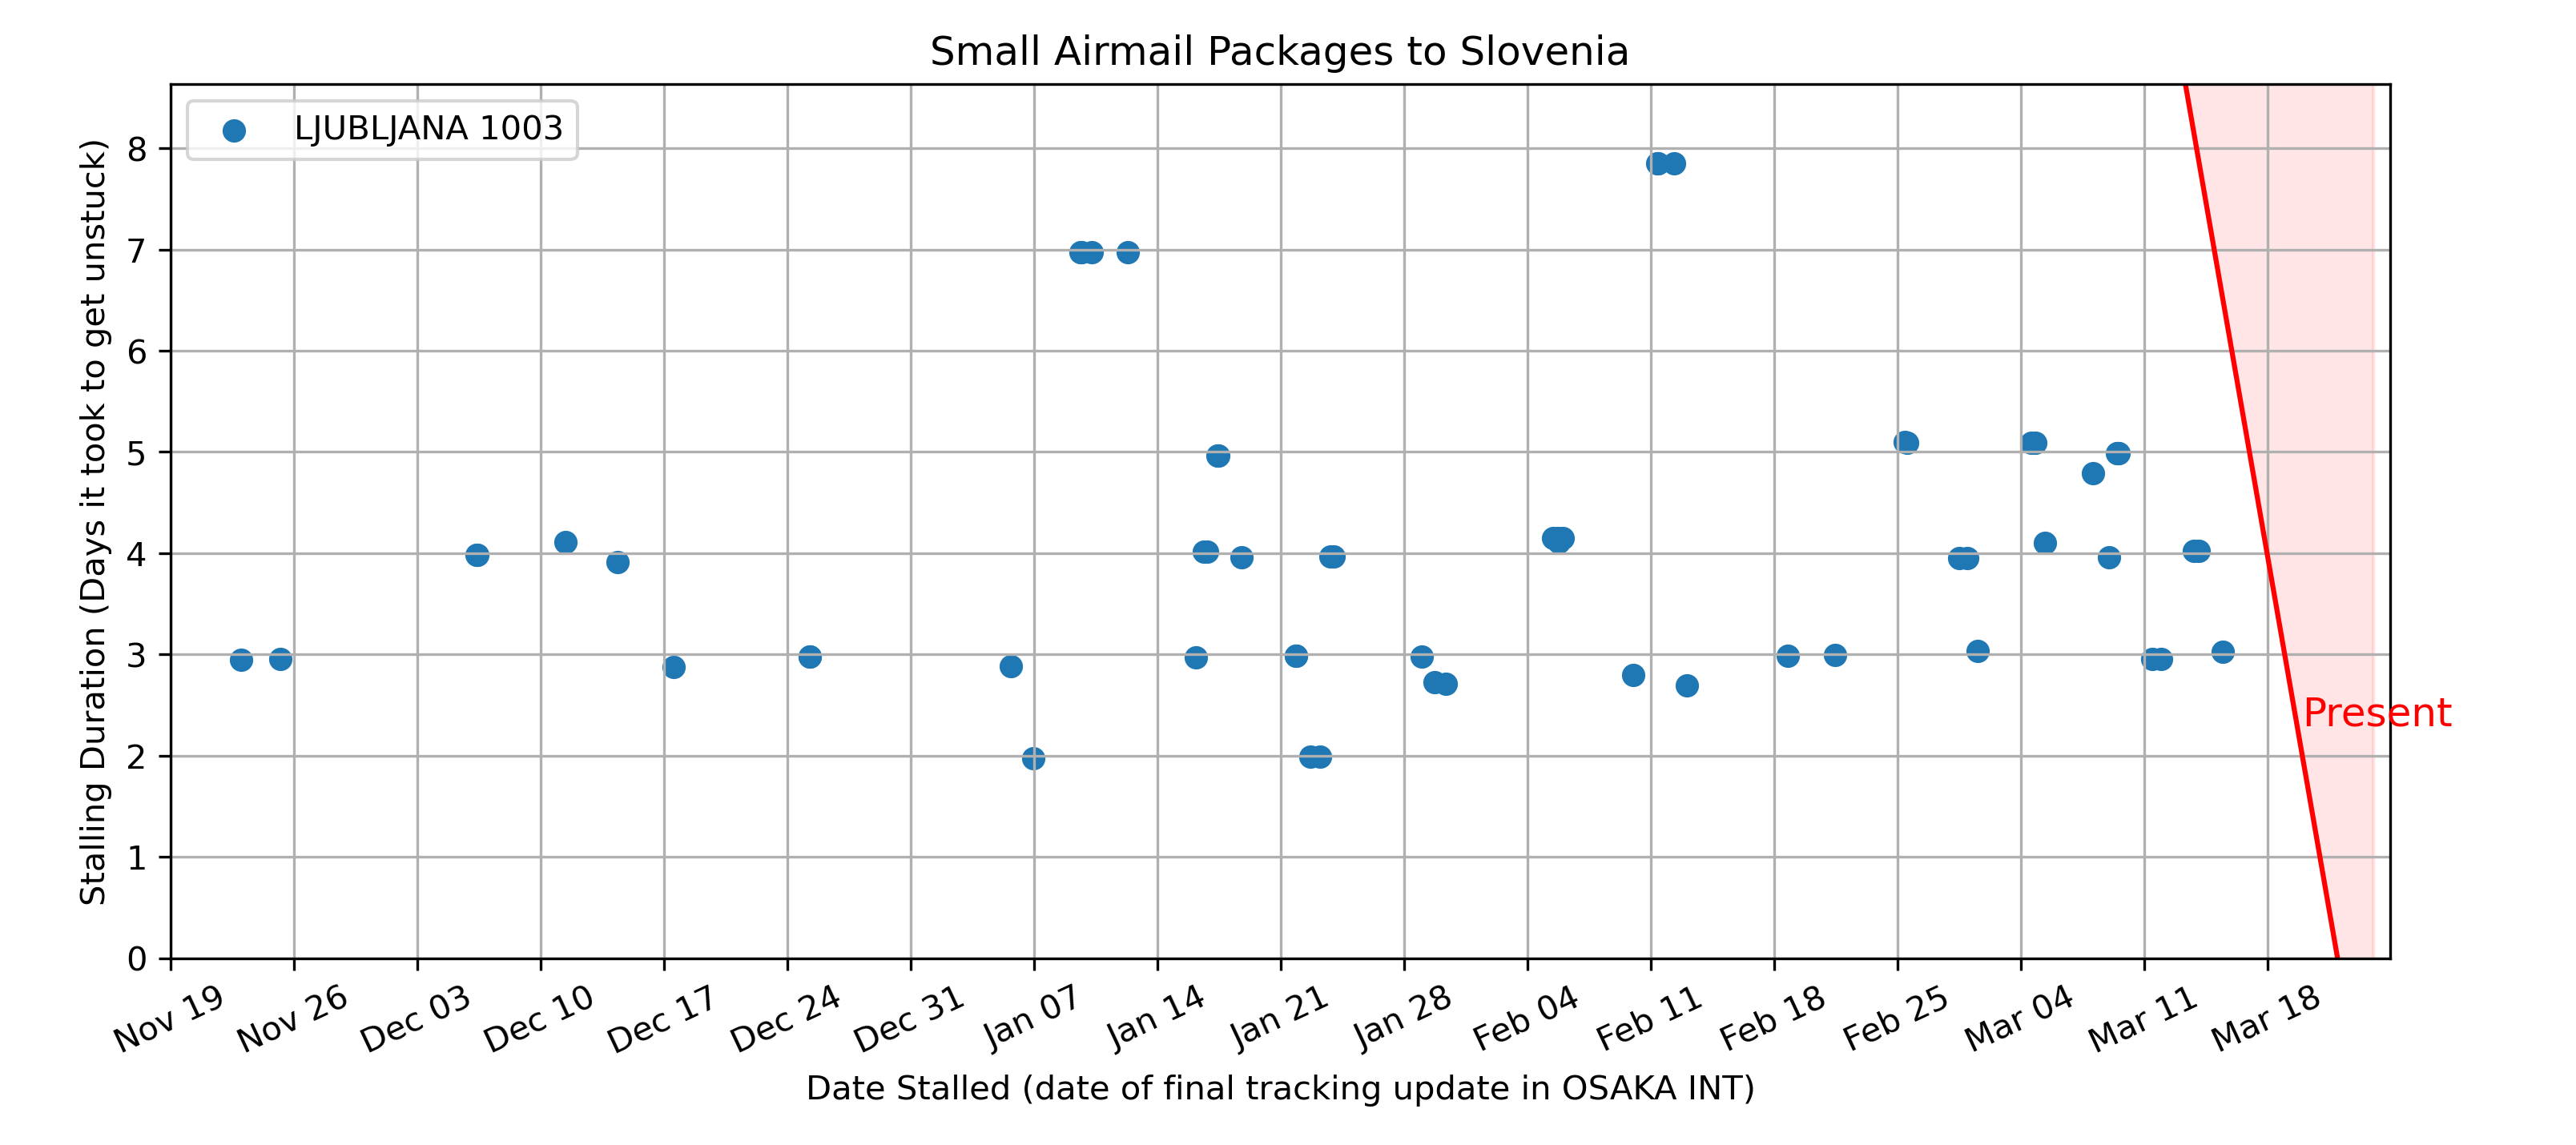 Small Airmail Packages to Slovenia
LJUBLJANA 1003
Stalling Duration (Days it took to get unstuck)
8
7
6
5
4
3
2
1
0
Present
Nov 19 Nov 26 Dec 03 Dec 10 Dec 17 Dec 24 Dec 31 Jan 07 Jan 14 Jan 21 Jan 28 Feb 04 Feb 11 Feb 18 Feb 25 Mar 04 Mar 11 Mar 18
Date Stalled (date of final tracking update in OSAKA INT)